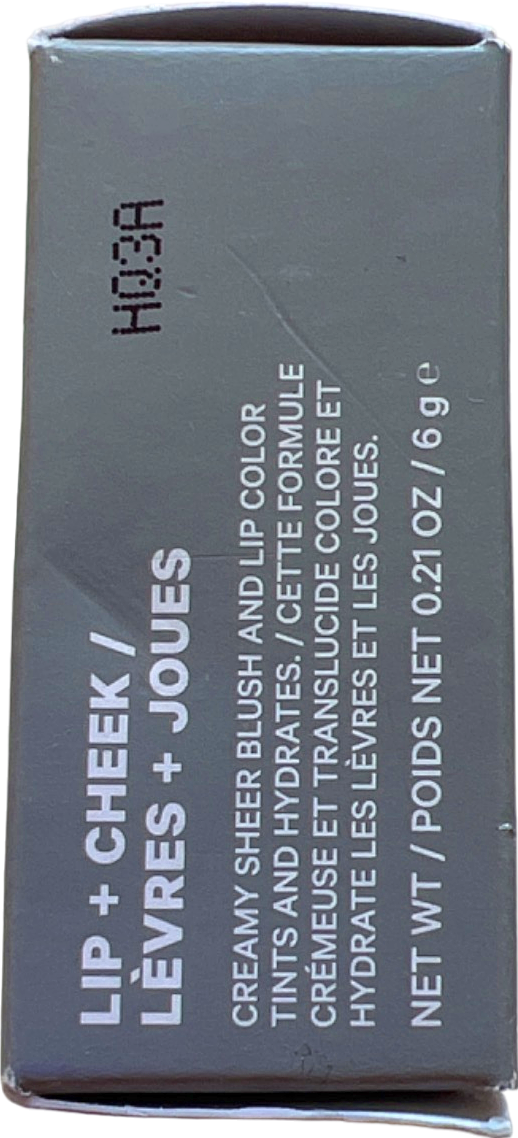 LIP + CHEEK /
LÈVRES + JOUES
HQ3A
CREAMY SHEER BLUSH AND LIP COLOR
TINTS AND HYDRATES. / CETTE FORMULE
CRÉMEUSE ET TRANSLUCIDE COLORE ET
HYDRATE LES LÈVRES ET LES JOUES.
NET WT / POIDS NET 0.21 OZ / 6 g ℮